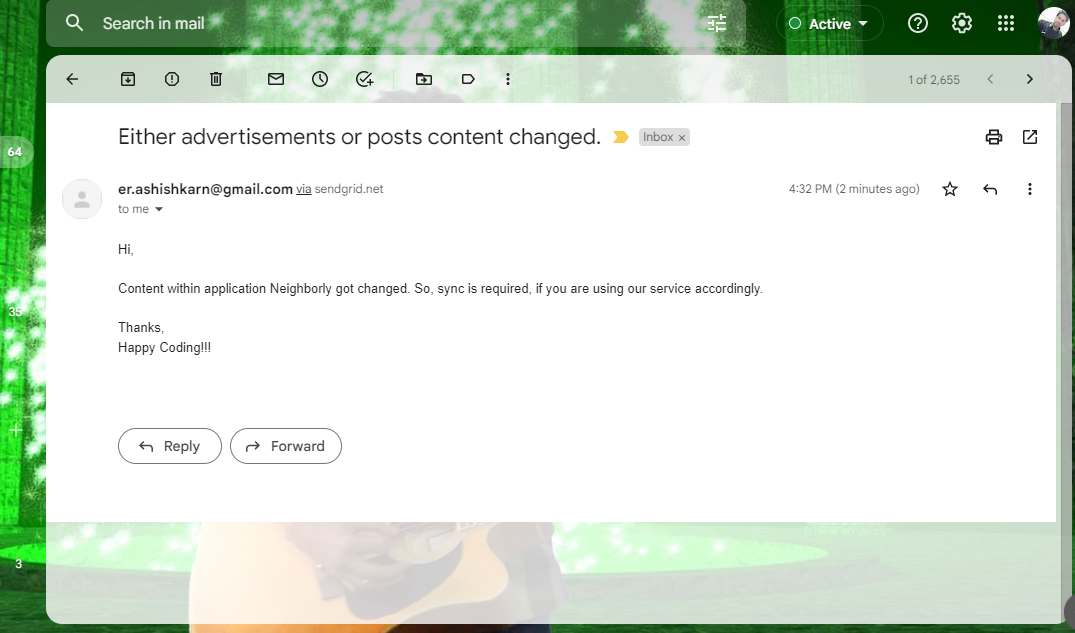 Search in mail
Active
1 of 2,655
Either advertisements or posts content changed.
Inbox ×
64
er.ashishkarn@gmail.com via sendgrid.net
4:32 PM (2 minutes ago)
to me
Hi,
Content within application Neighborly got changed. So, sync is required, if you are using our service accordingly.
35
Thanks,
Happy Coding!!!
Reply
Forward
3